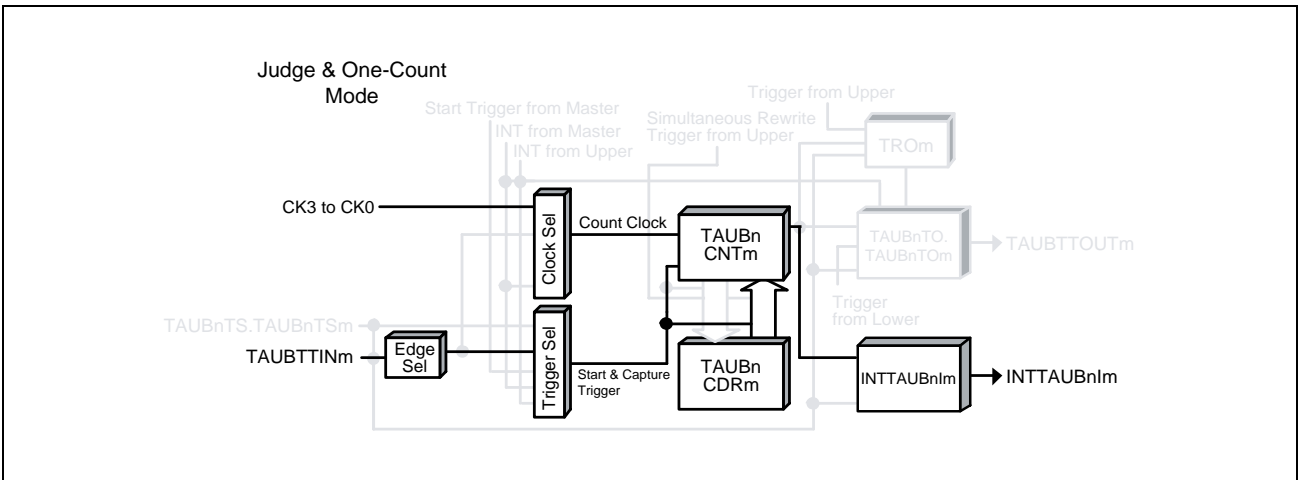 Judge & One-Count
Mode
Trigger from Upper
Start Trigger from Master
Simultaneous Rewrite
Trigger from Upper
INT from Master
INT from Upper
TROm
CK3 to CK0
Clock Sel
Count Clock
TAUBn
CNTm
TAUBnTO.
TAUBnTOm
TAUBTTOUTm
Trigger
from Lower
TAUBnTS.TAUBnTSm
TAUBTTINm
Edge
Sel
Trigger Sel
Start & Capture
Trigger
TAUBn
CDRm
INTTAUBnIm
INTTAUBnIm